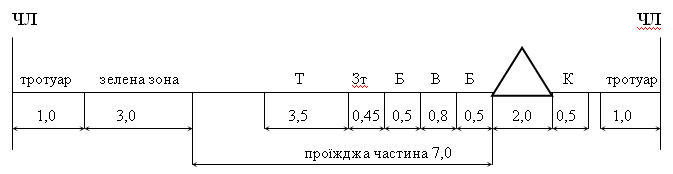 ЧЛ ЧЛ
тротуар зелена зона Т Зт Б В Б К тротуар
1,0 3,0 3,5 0,45 0,5 0,8 0,5 2,0 0,5 1,0
проїжджа частина 7,0